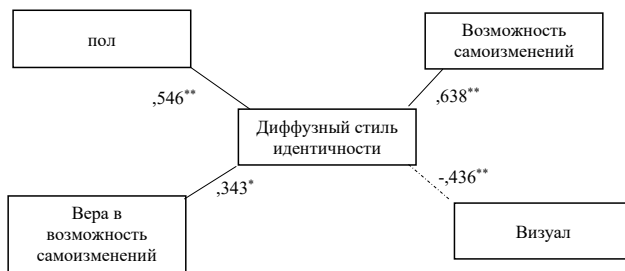 пол
Возможность
самоизменений
,546**
,638**
Диффузный стиль
идентичности
,343*
-,436**
Вера в
возможность
самоизменений
Визуал